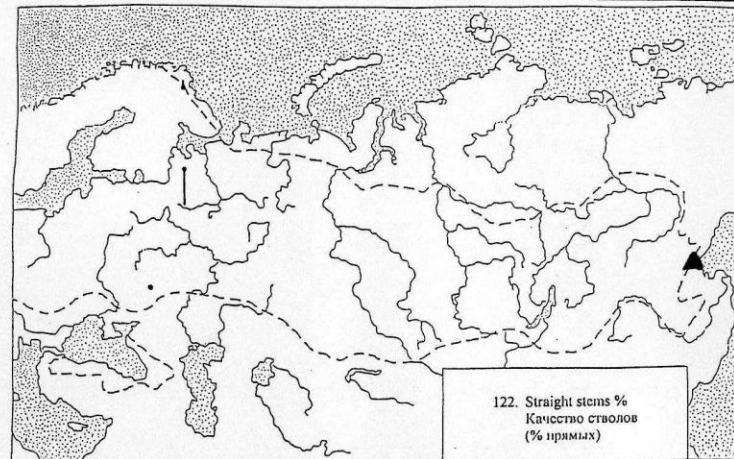 122. Straight stems %
Качество стволов
(% прямых)